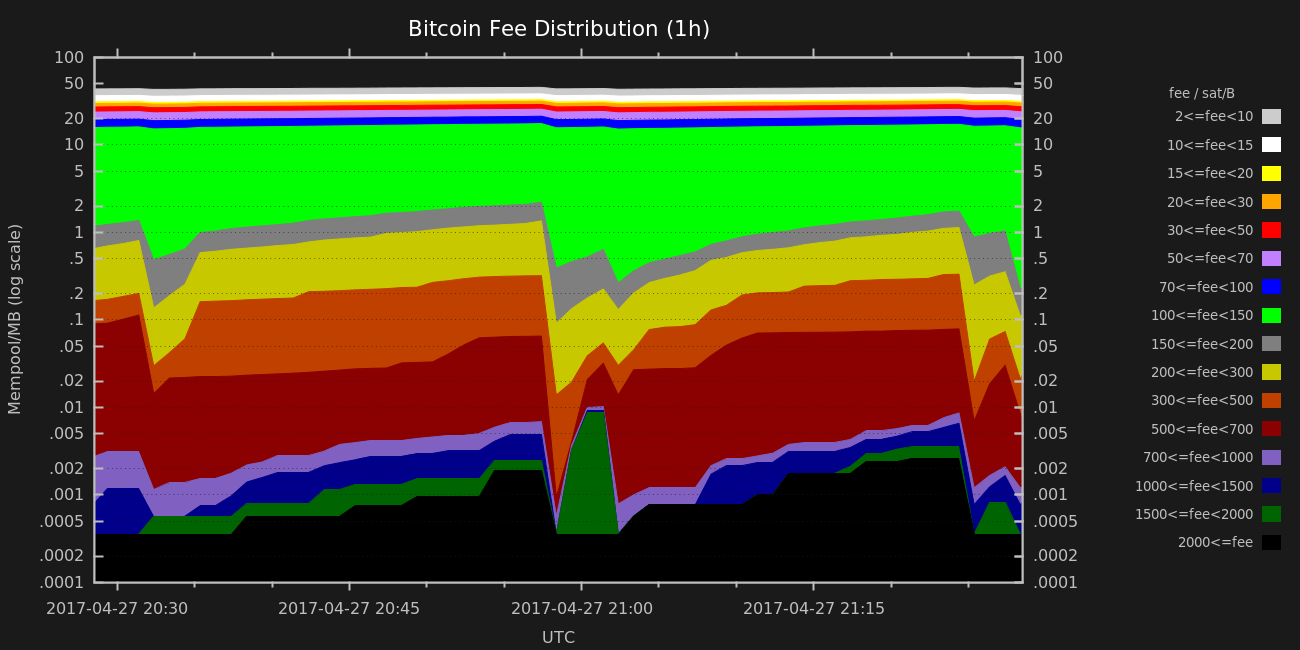 Bitcoin Fee Distribution (1h)
Mempool/MB (log scale)
100
50
20
10
5
2
1
.5
.2
.1
.05
.02
.01
.005
.002
.001
.0005
.0002
.0001
100
50
20
10
5
2
1
.5
.2
.1
.05
.02
.01
.005
.002
.001
.0005
.0002
.0001
2017-04-27 20:30
2017-04-27 20:45
2017-04-27 21:00
2017-04-27 21:15
UTC
fee / sat/B
2<=fee<10
10<=fee<15
15<=fee<20
20<=fee<30
30<=fee<50
50<=fee<70
70<=fee<100
100<=fee<150
150<=fee<200
200<=fee<300
300<=fee<500
500<=fee<700
700<=fee<1000
1000<=fee<1500
1500<=fee<2000
2000<=fee